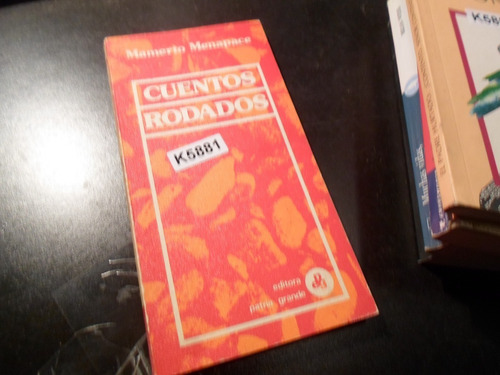 Mamerto Menapace
CUENTOS
RODADOS
K5881
editora
patria grande